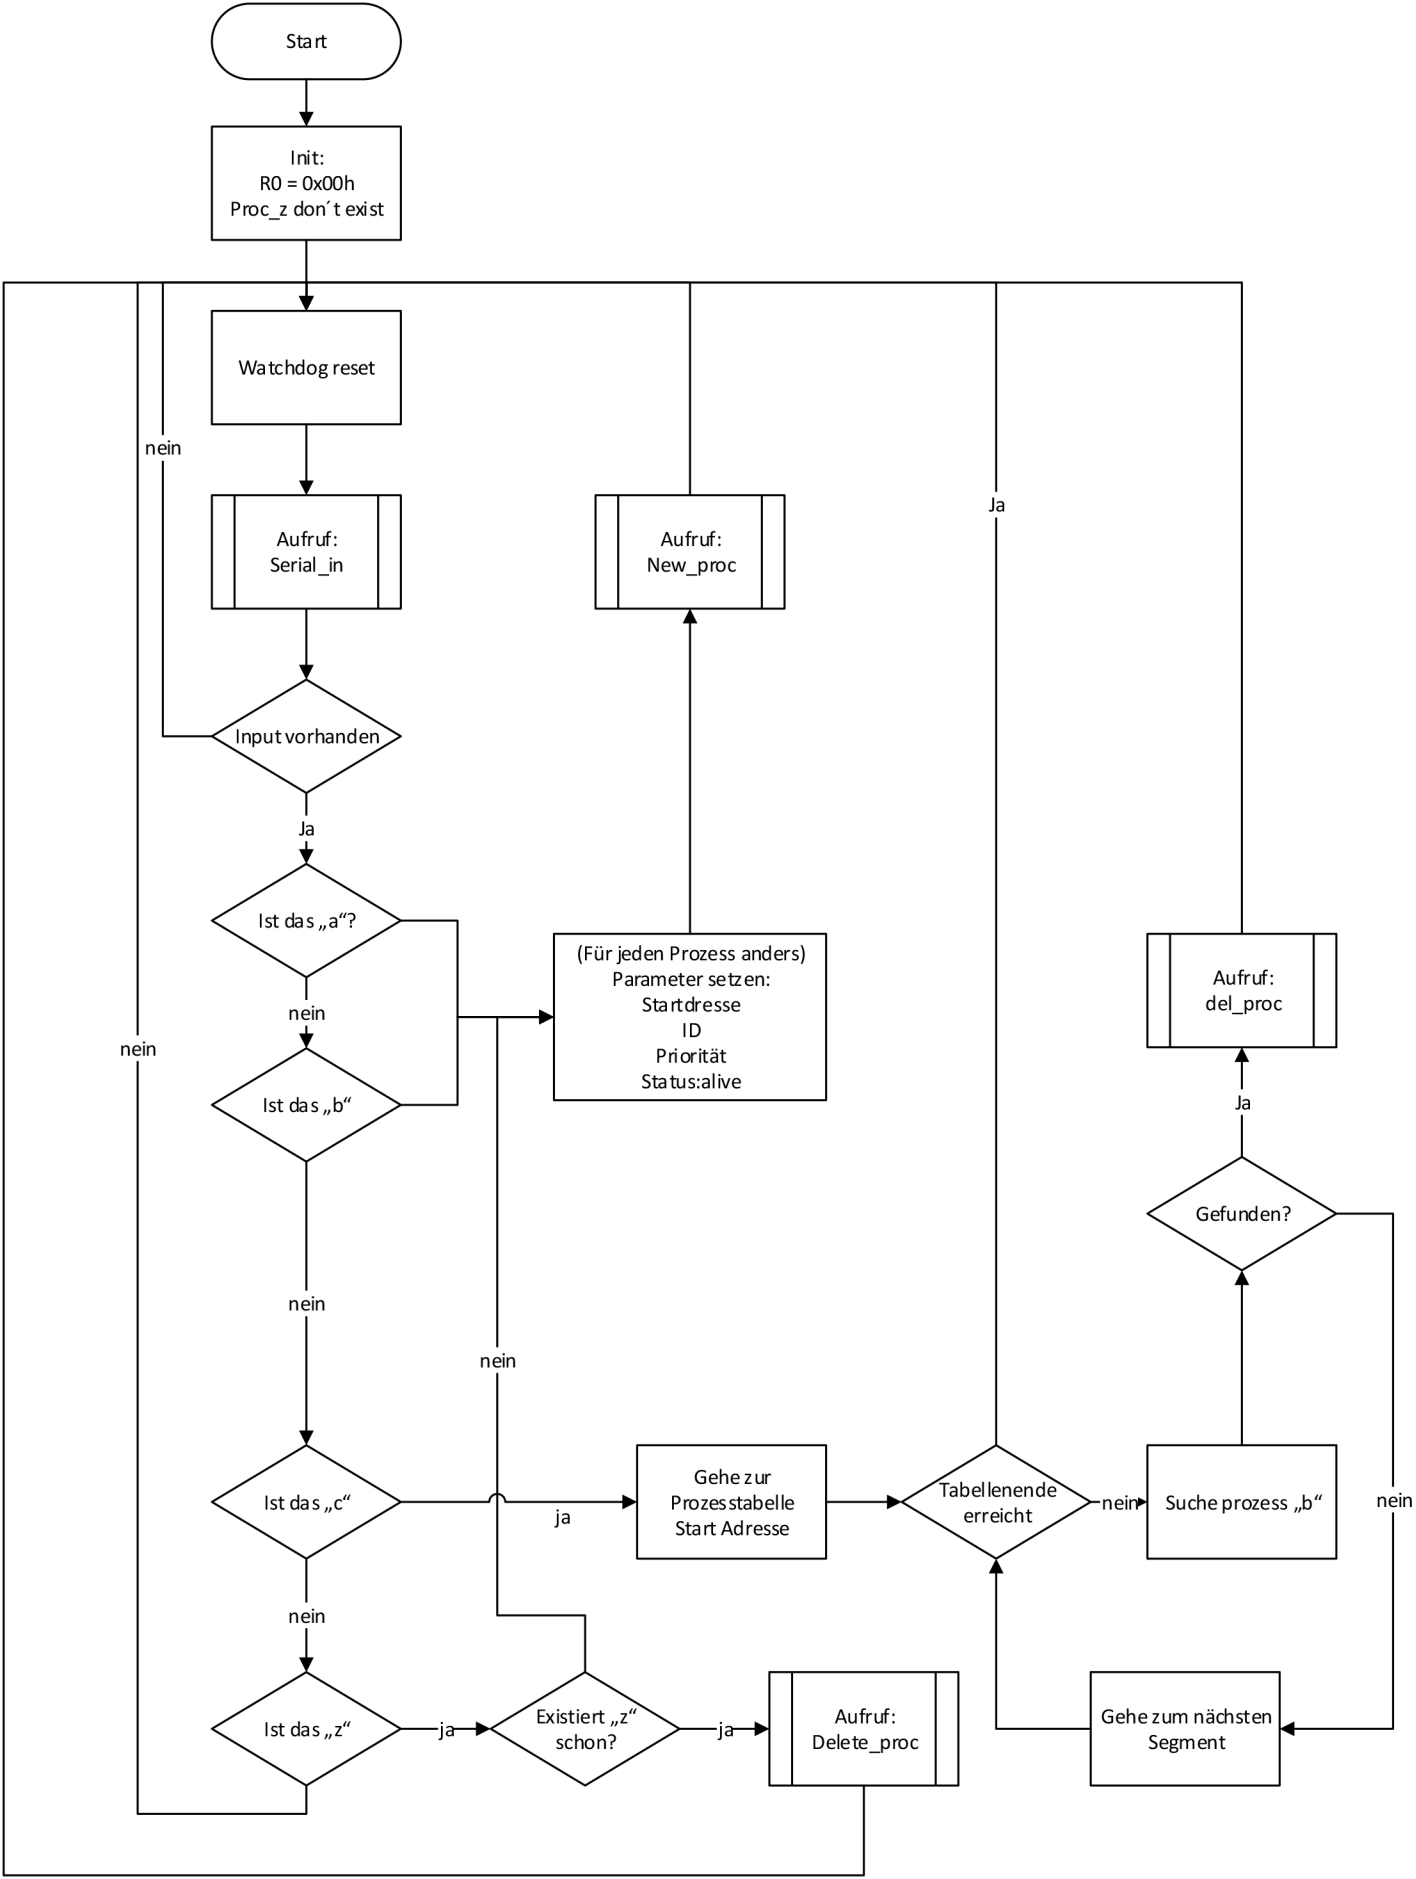 Start
Init:
R0 = 0x00h
Proc_z don´t exist
Watchdog reset
nein
Aufruf:
Serial_in
Aufruf:
New_proc
Ja
Input vorhanden
Ja
Ist das „a“?
nein
(Für jeden Prozess anders)
Parameter setzen:
Startdresse
ID
Priorität
Status:alive
Aufruf:
del_proc
nein
Ist das „b“
Ja
Gefunden?
nein
nein
Ist das „c“
ja
Gehe zur
Prozesstabelle
Start Adresse
Tabellenende
erreicht
nein
Suche prozess „b“
nein
nein
Ist das „z“
ja
Existiert „z“
schon?
ja
Aufruf:
Delete_proc
Gehe zum nächsten
Segment